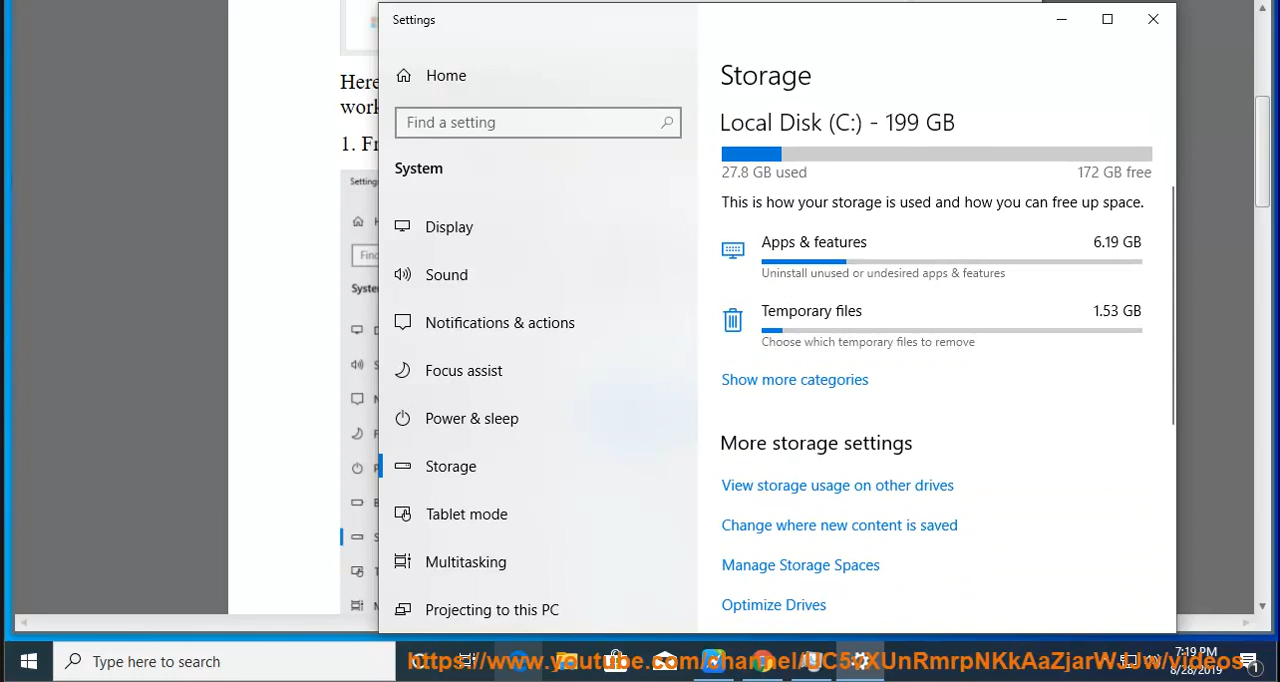 Settings
Home
Find a setting
System
Display
Sound
Notifications & actions
Focus assist
Power & sleep
Storage
Tablet mode
Multitasking
Projecting to this PC
Storage
Local Disk (C:) - 199 GB
27.8 GB used
172 GB free
This is how your storage is used and how you can free up space.
Apps & features
6.19 GB
Uninstall unused or undesired apps & features
Temporary files
1.53 GB
Choose which temporary files to remove
Show more categories
More storage settings
View storage usage on other drives
Change where new content is saved
Manage Storage Spaces
Optimize Drives
Here
work
1. Fr
Type here to search
7:19 PM
8/28/2019